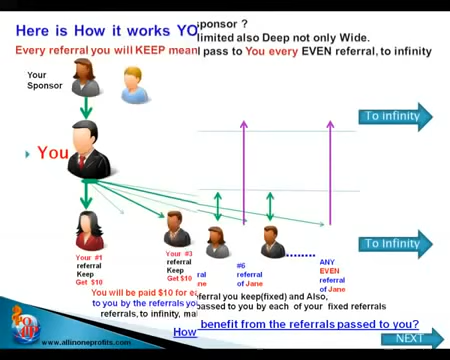 Here is How it works YO sponsor ?
limited also Deep not only Wide.
Every referral you will KEEP mean l pass to You every EVEN referral, to infinity
Your
Sponsor
To infinity
You
To Infinity
Your #1
referral
Keep
Get $10
Your #3
referral
Keep
Get $10
ral
of Jane
#6
referral
of Jane
ANY
EVEN
referral
of Jane
You will be paid $10 for ea
to you by the referrals you
referrals, to infinity, mal
ferral you keep(fixed) and Also,
passed to you by each of your fixed referrals
How benefit from the referrals passed to you?
www.allinoneprofits.com
NEXT